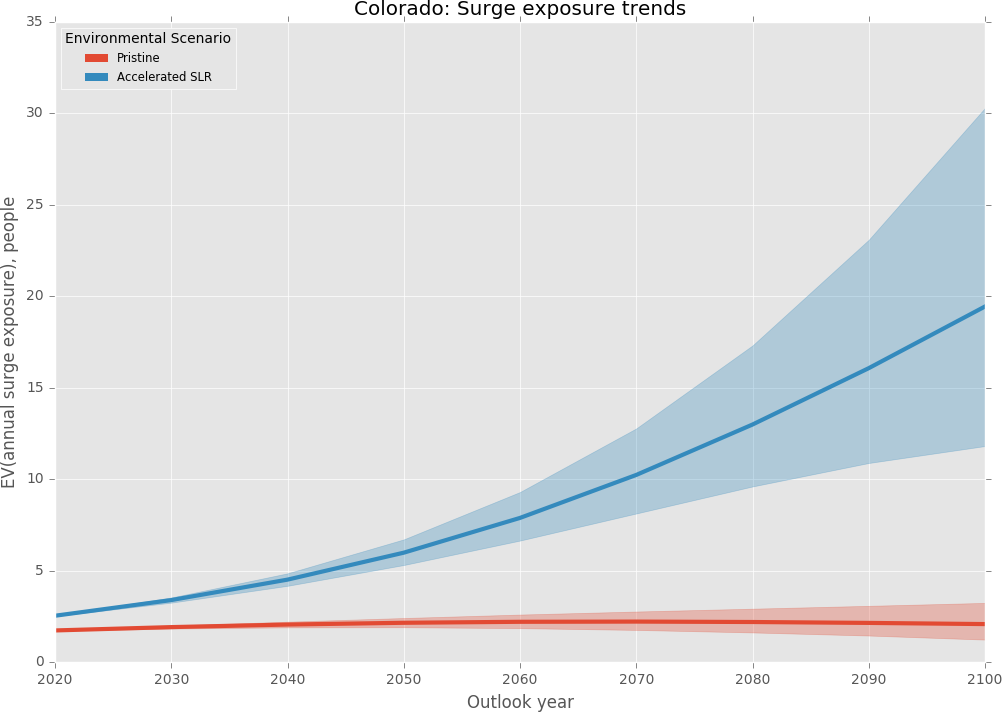 Colorado: Surge exposure trends
Environmental Scenario
Pristine
Accelerated SLR
EV(annual surge exposure), people
35
30
25
20
15
10
5
0
2020 2030 2040 2050 2060 2070 2080 2090 2100
Outlook year